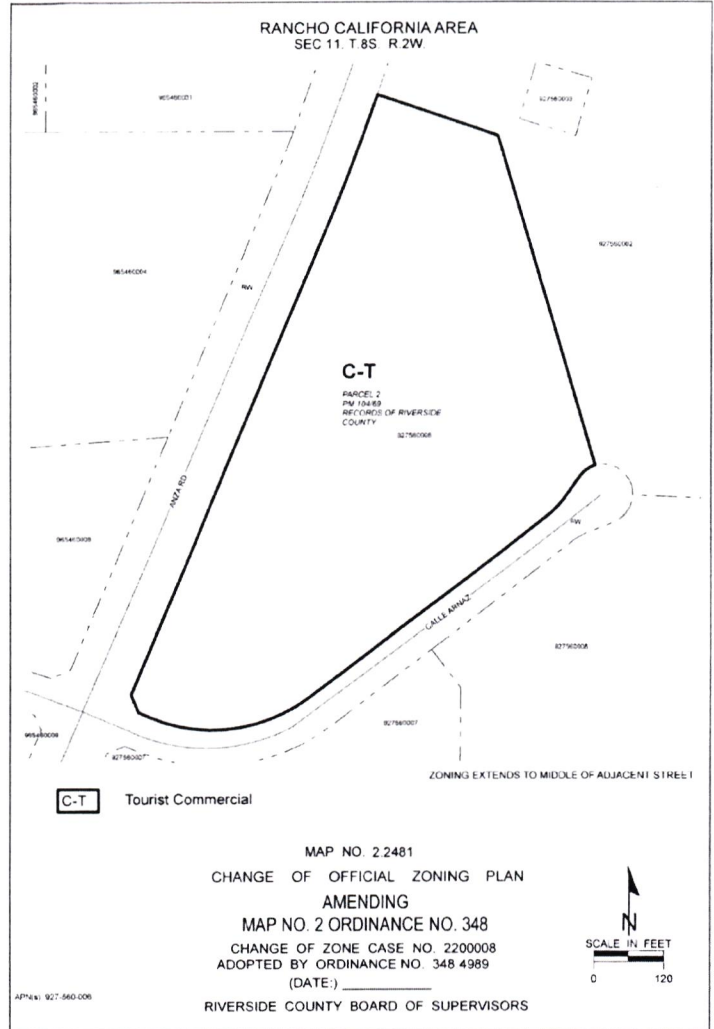 RANCHO CALIFORNIA AREA
SEC 11. T.8S. R.2W.
965460002
965460001
927560003
965460004
927560002
RW
C-T
PARCEL 2
PM 104/69
RECORDS OF RIVERSIDE
COUNTY
927560006
ANZA RD
RW
CALLE ARNAZ
927560008
927560007
927560007
ZONING EXTENDS TO MIDDLE OF ADJACENT STREET
C-T Tourist Commercial
MAP NO. 2.2481
CHANGE OF OFFICIAL ZONING PLAN
AMENDING
MAP NO. 2 ORDINANCE NO. 348
CHANGE OF ZONE CASE NO. 2200008
ADOPTED BY ORDINANCE NO. 348 4989
(DATE:) ___________
RIVERSIDE COUNTY BOARD OF SUPERVISORS
N
SCALE IN FEET
0 120
APN(s) 927-560-006